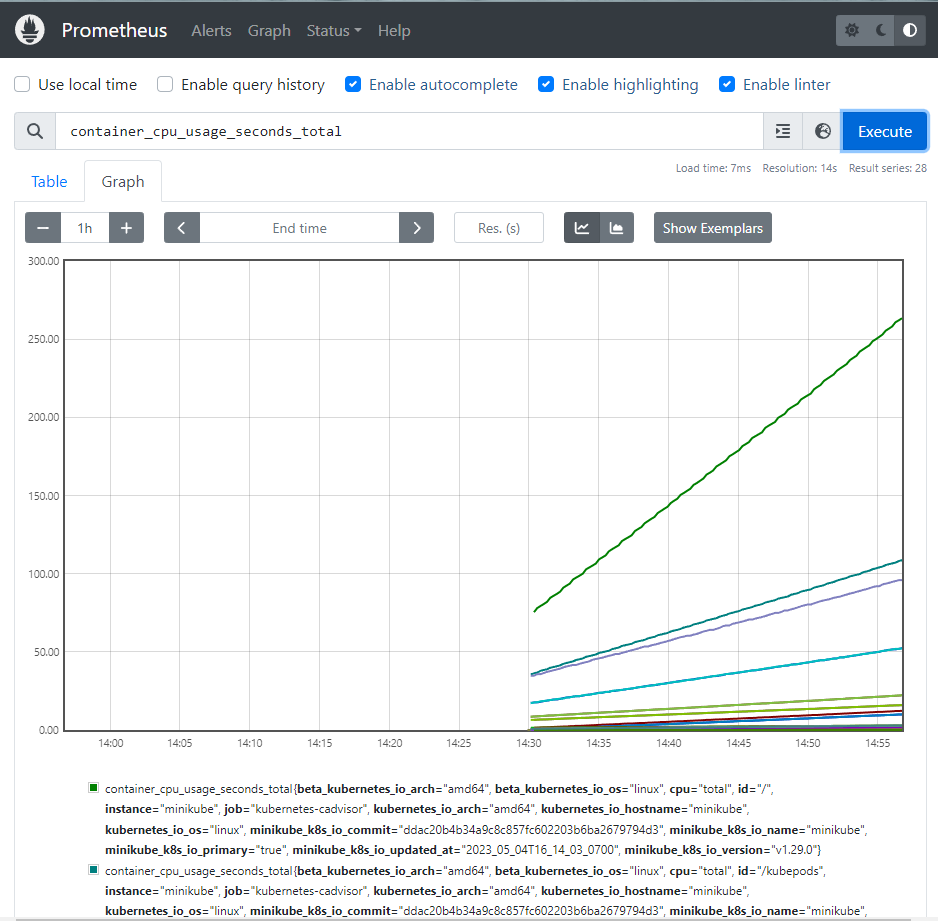 Prometheus Alerts Graph Status Help
Use local time Enable query history Enable autocomplete Enable highlighting Enable linter
container_cpu_usage_seconds_total Execute
Load time: 7ms Resolution: 14s Result series: 28
Table Graph
1h End time Res. (s) Show Exemplars
300.00
250.00
200.00
150.00
100.00
50.00
0.00
14:00 14:05 14:10 14:15 14:20 14:25 14:30 14:35 14:40 14:45 14:50 14:55
container_cpu_usage_seconds_total{beta_kubernetes_io_arch="amd64", beta_kubernetes_io_os="linux", cpu="total", id="/",
instance="minikube", job="kubernetes-cadvisor", kubernetes_io_arch="amd64", kubernetes_io_hostname="minikube",
kubernetes_io_os="linux", minikube_k8s_io_commit="ddac20b4b34a9c8c857fc602203b6ba2679794d3", minikube_k8s_io_name="minikube",
minikube_k8s_io_primary="true", minikube_k8s_io_updated_at="2023_05_04T16_14_03_0700", minikube_k8s_io_version="v1.29.0"}
container_cpu_usage_seconds_total{beta_kubernetes_io_arch="amd64", beta_kubernetes_io_os="linux", cpu="total", id="/kubepods",
instance="minikube", job="kubernetes-cadvisor", kubernetes_io_arch="amd64", kubernetes_io_hostname="minikube",
kubernetes_io_os="linux", minikube_k8s_io_commit="ddac20b4b34a9c8c857fc602203b6ba2679794d3", minikube_k8s_io_name="minikube",